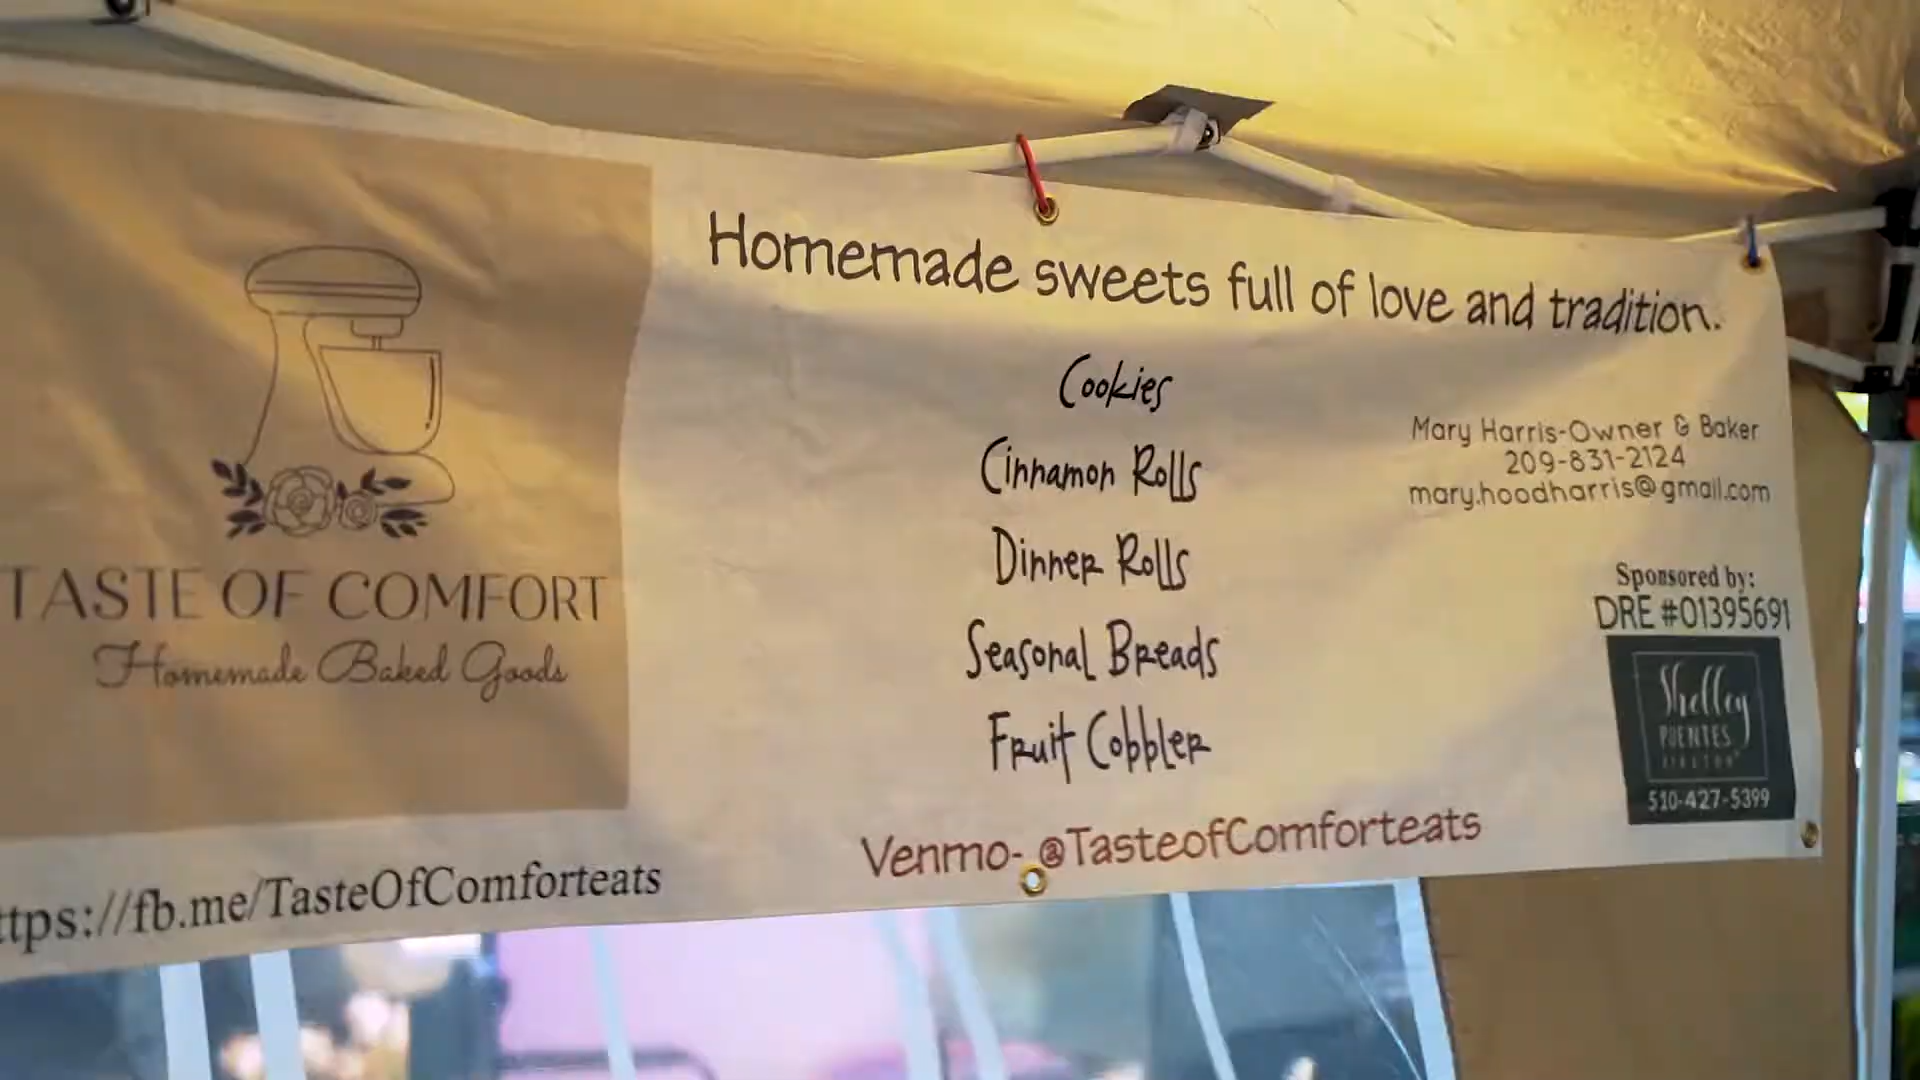 TASTE OF COMFORT
Homemade Baked Goods
ttps://fb.me/TasteOfComforteats
Homemade sweets full of love and tradition.
Cookies
Cinnamon Rolls
Dinner Rolls
Seasonal Breads
Fruit Cobbler
Venmo- @TasteofComforteats
Mary Harris-Owner & Baker
209-831-2124
mary.hoodharris@gmail.com
Sponsored by:
DRE #01395691
Shelley
PUENTES
REALTOR
510-427-5399